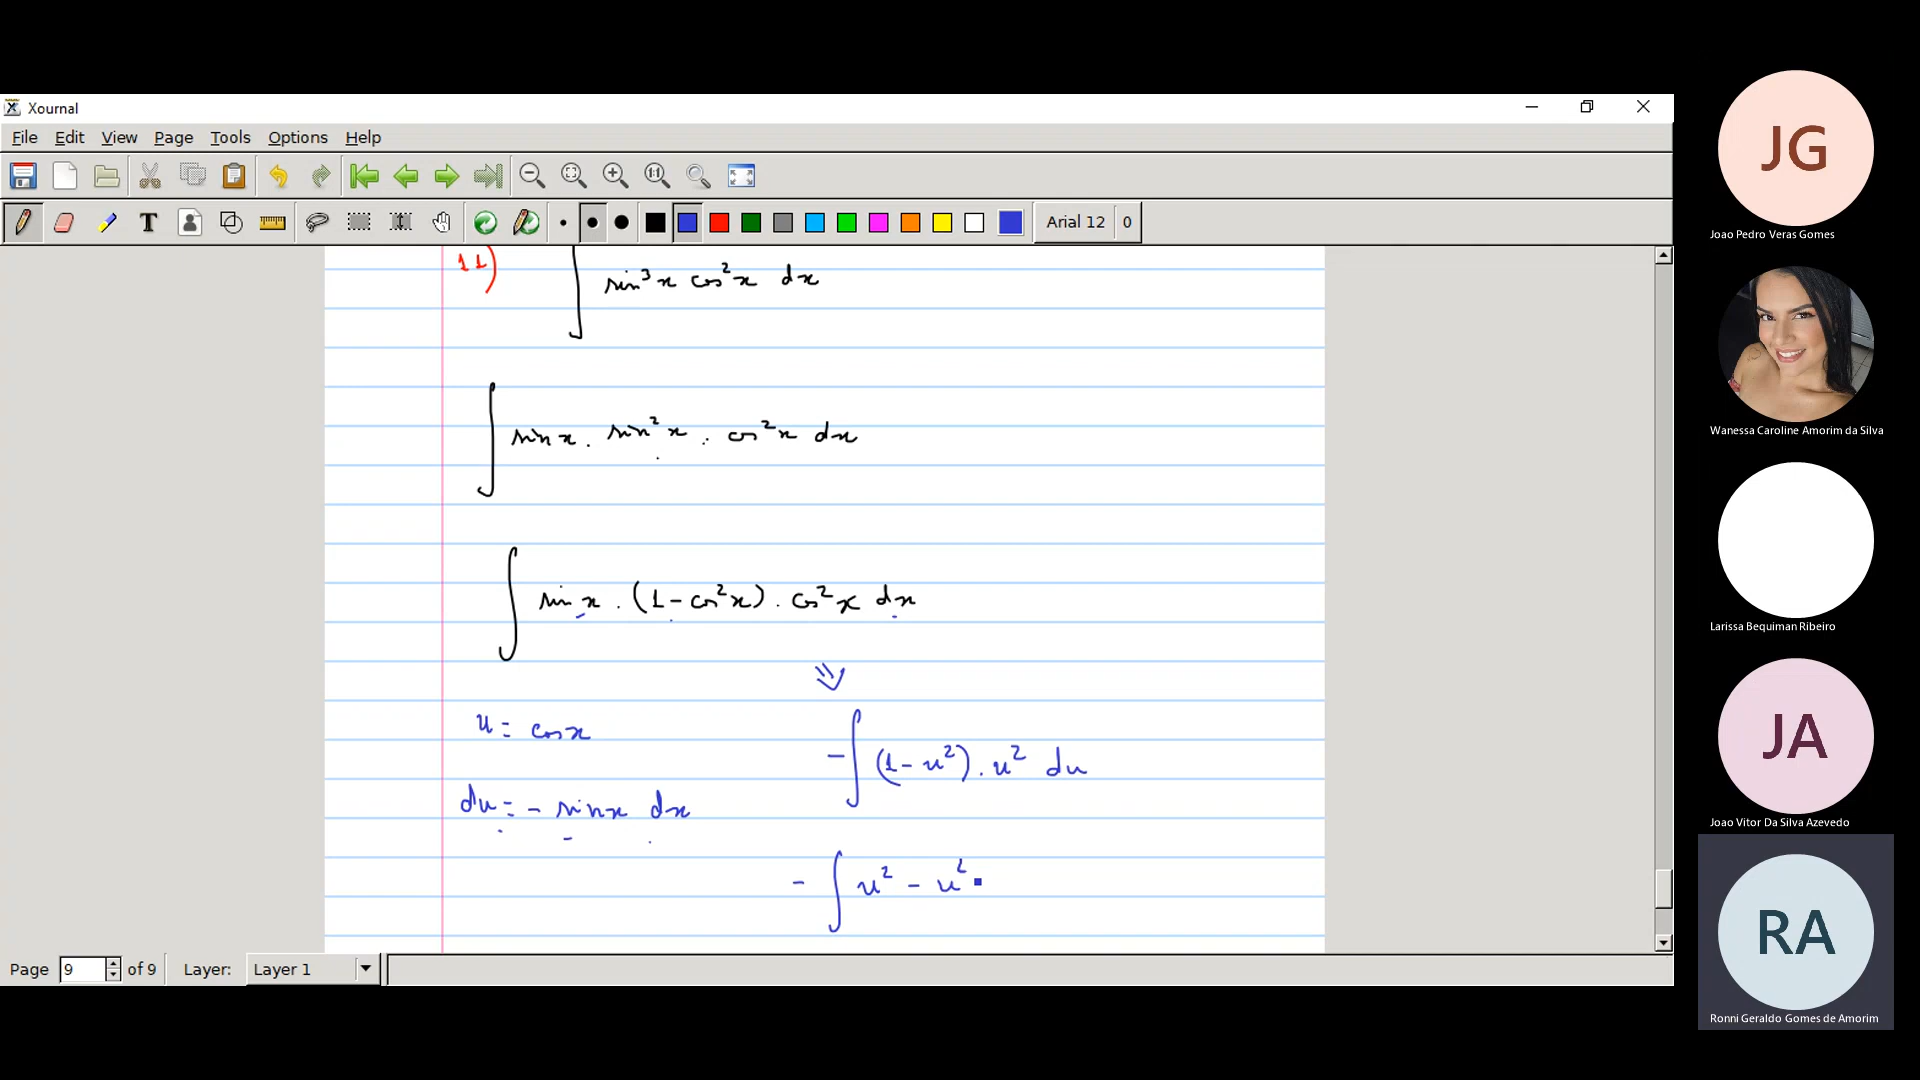 Xournal
File Edit View Page Tools Options Help
Arial 12 0
11) ∫ sin³x cos²x dx
∫ sin x . sin²x . cos²x dx
∫ sin x . (1 - cos²x) . cos²x dx
⇓
u = cos x
- ∫ (1 - u²) . u² du
du = - sin x dx
- ∫ u² - u²
Page 9 of 9 Layer: Layer 1
JG
Joao Pedro Veras Gomes
Wanessa Caroline Amorim da Silva
Larissa Bequiman Ribeiro
JA
Joao Vitor Da Silva Azevedo
RA
Ronni Geraldo Gomes de Amorim